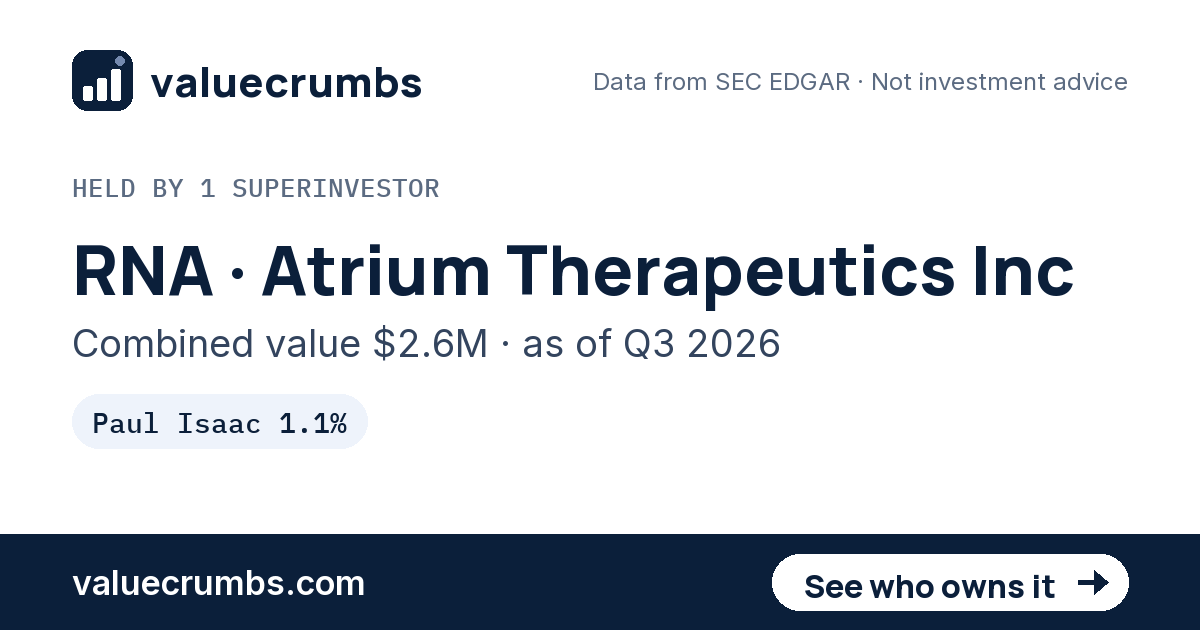 valuecrumbs
Data from SEC EDGAR · Not investment advice
HELD BY 1 SUPERINVESTOR
RNA · Atrium Therapeutics Inc
Combined value $2.6M · as of Q3 2026
Paul Isaac 1.1%
valuecrumbs.com
See who owns it →